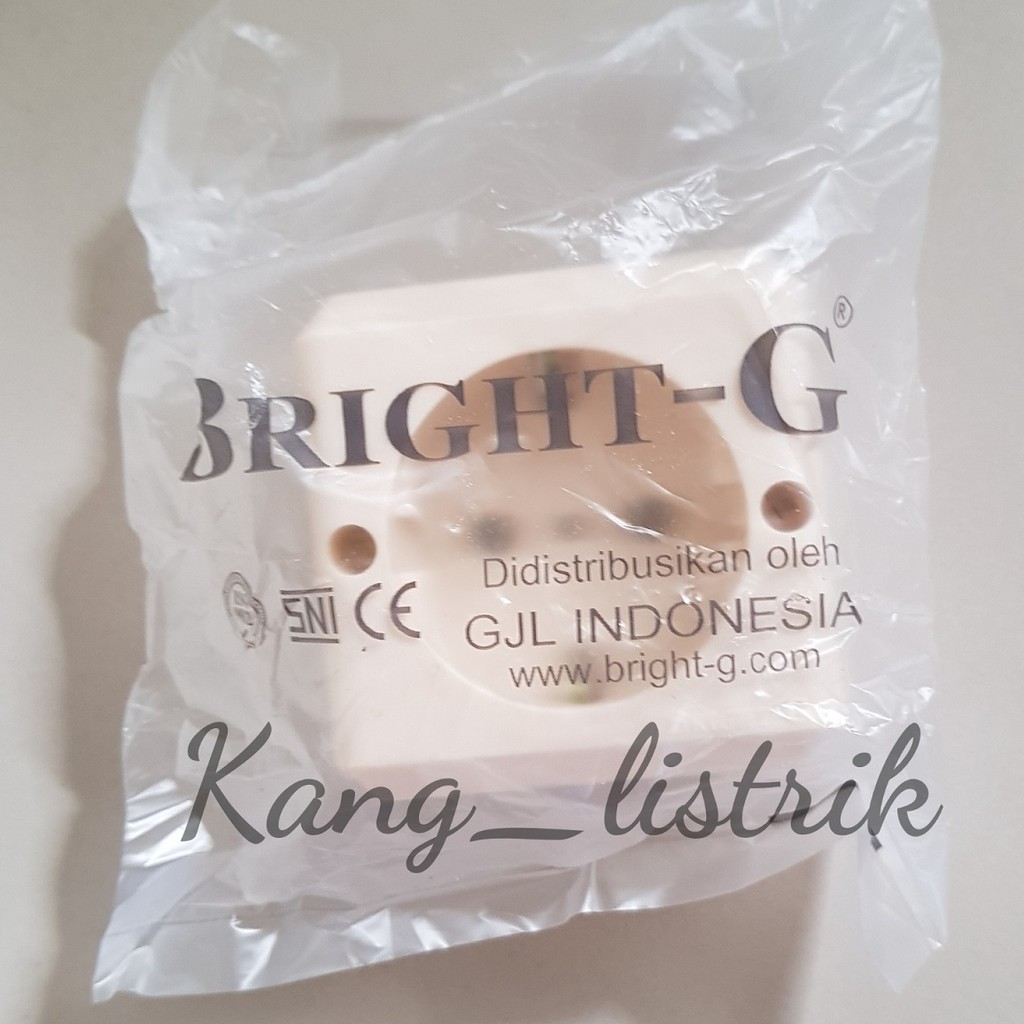 BRIGHT-G®
SNI CE
Didistribusikan oleh
GJL INDONESIA
www.bright-g.com
Kang_listrik